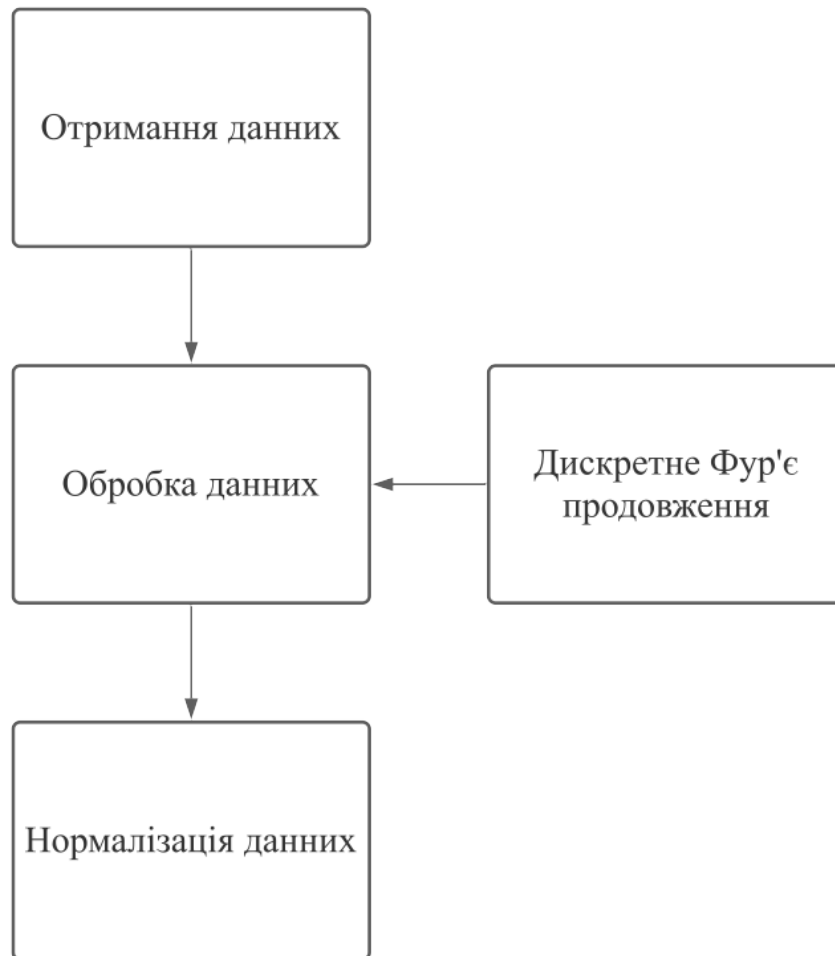 Отримання данних
Обробка данних
Дискретне Фур'є
продовження
Нормалізація данних